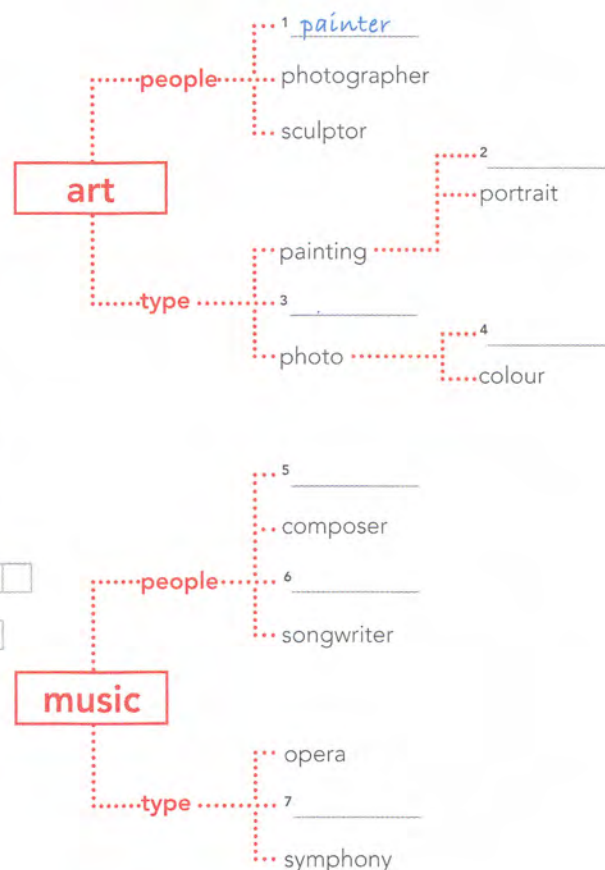 1 painter
people
photographer
sculptor
art
2
portrait
painting
type
3
photo
4
colour
5
composer
people
6
songwriter
music
opera
type
7
symphony